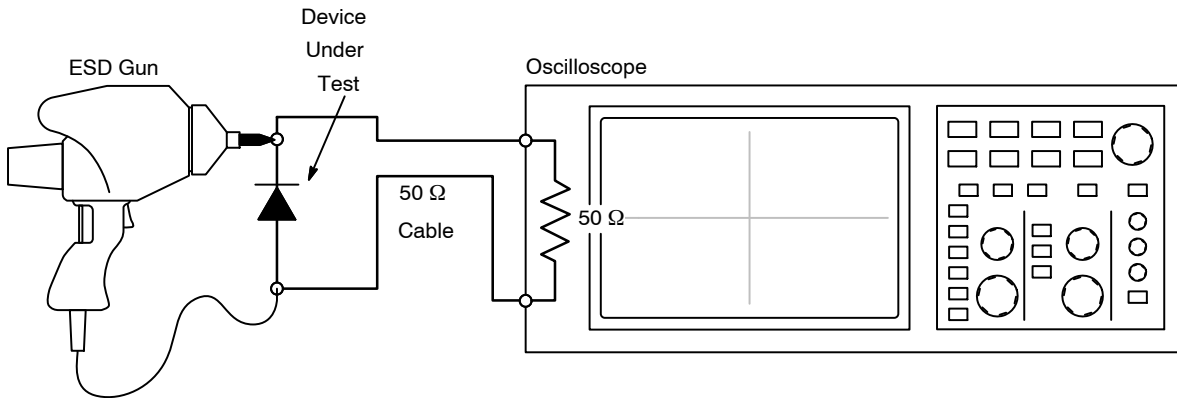 Device
Under
Test
ESD Gun
Oscilloscope
50 Ω
Cable
50 Ω